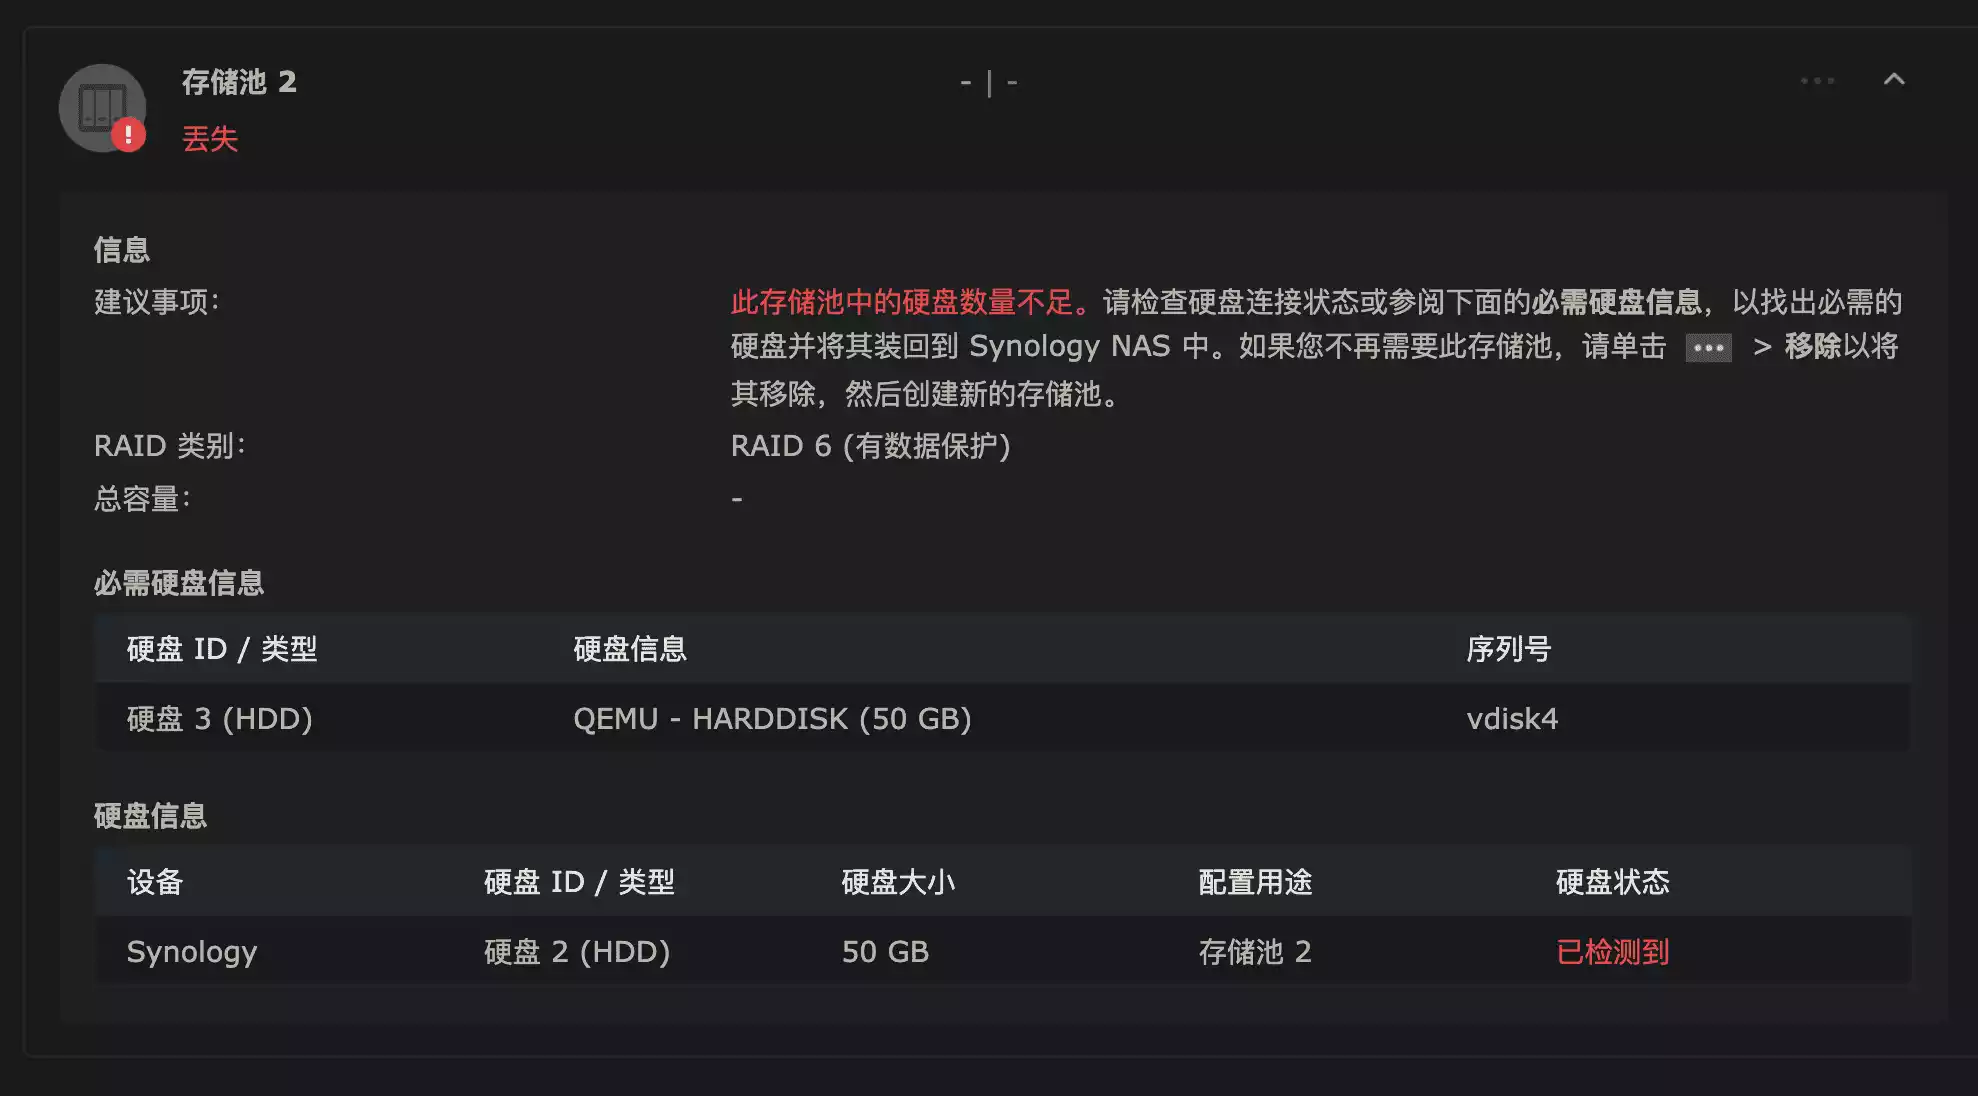 存储池 2
- | -
丢失
信息
建议事项：
此存储池中的硬盘数量不足。请检查硬盘连接状态或参阅下面的必需硬盘信息，以找出必需的
硬盘并将其装回到 Synology NAS 中。如果您不再需要此存储池，请单击 ••• > 移除以将
其移除，然后创建新的存储池。
RAID 类别： RAID 6 (有数据保护)
总容量： -
必需硬盘信息
硬盘 ID / 类型 硬盘信息 序列号
硬盘 3 (HDD) QEMU - HARDDISK (50 GB) vdisk4
硬盘信息
设备 硬盘 ID / 类型 硬盘大小 配置用途 硬盘状态
Synology 硬盘 2 (HDD) 50 GB 存储池 2 已检测到